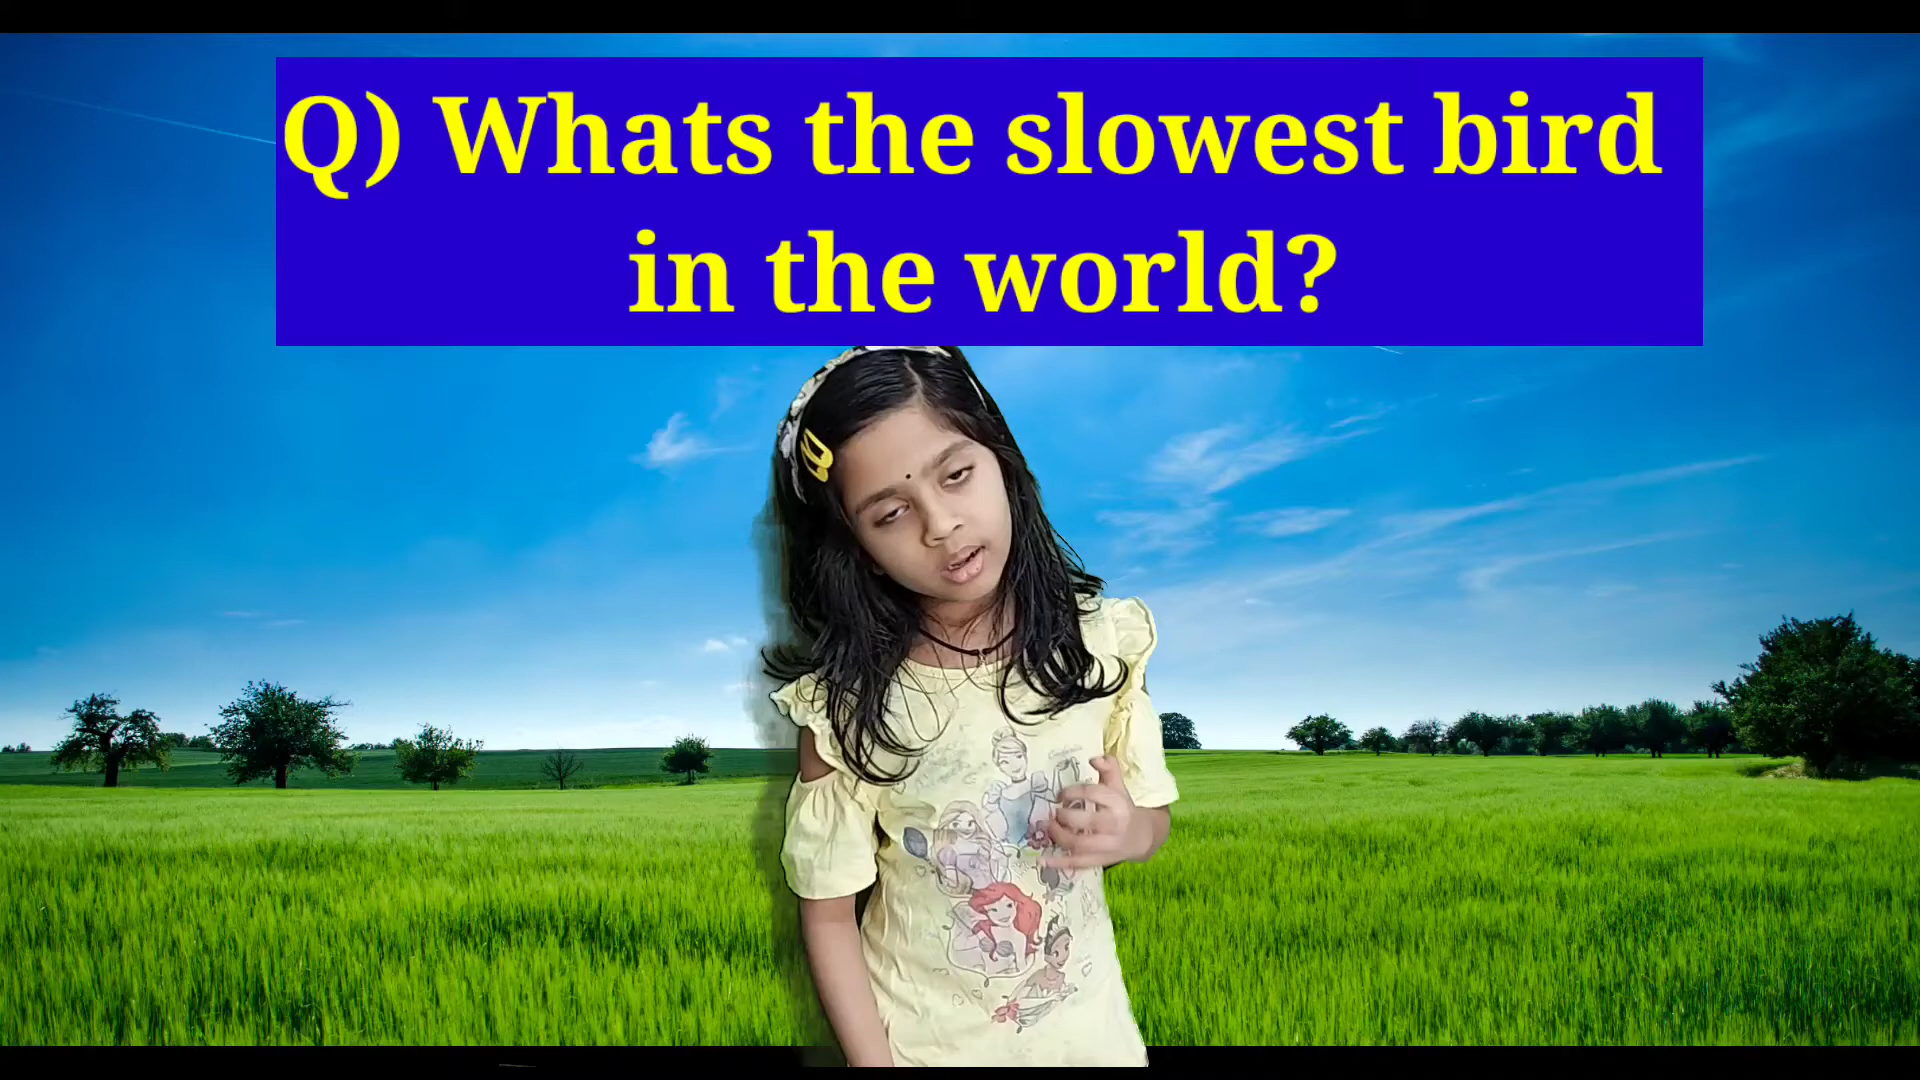 Q) Whats the slowest bird
in the world?